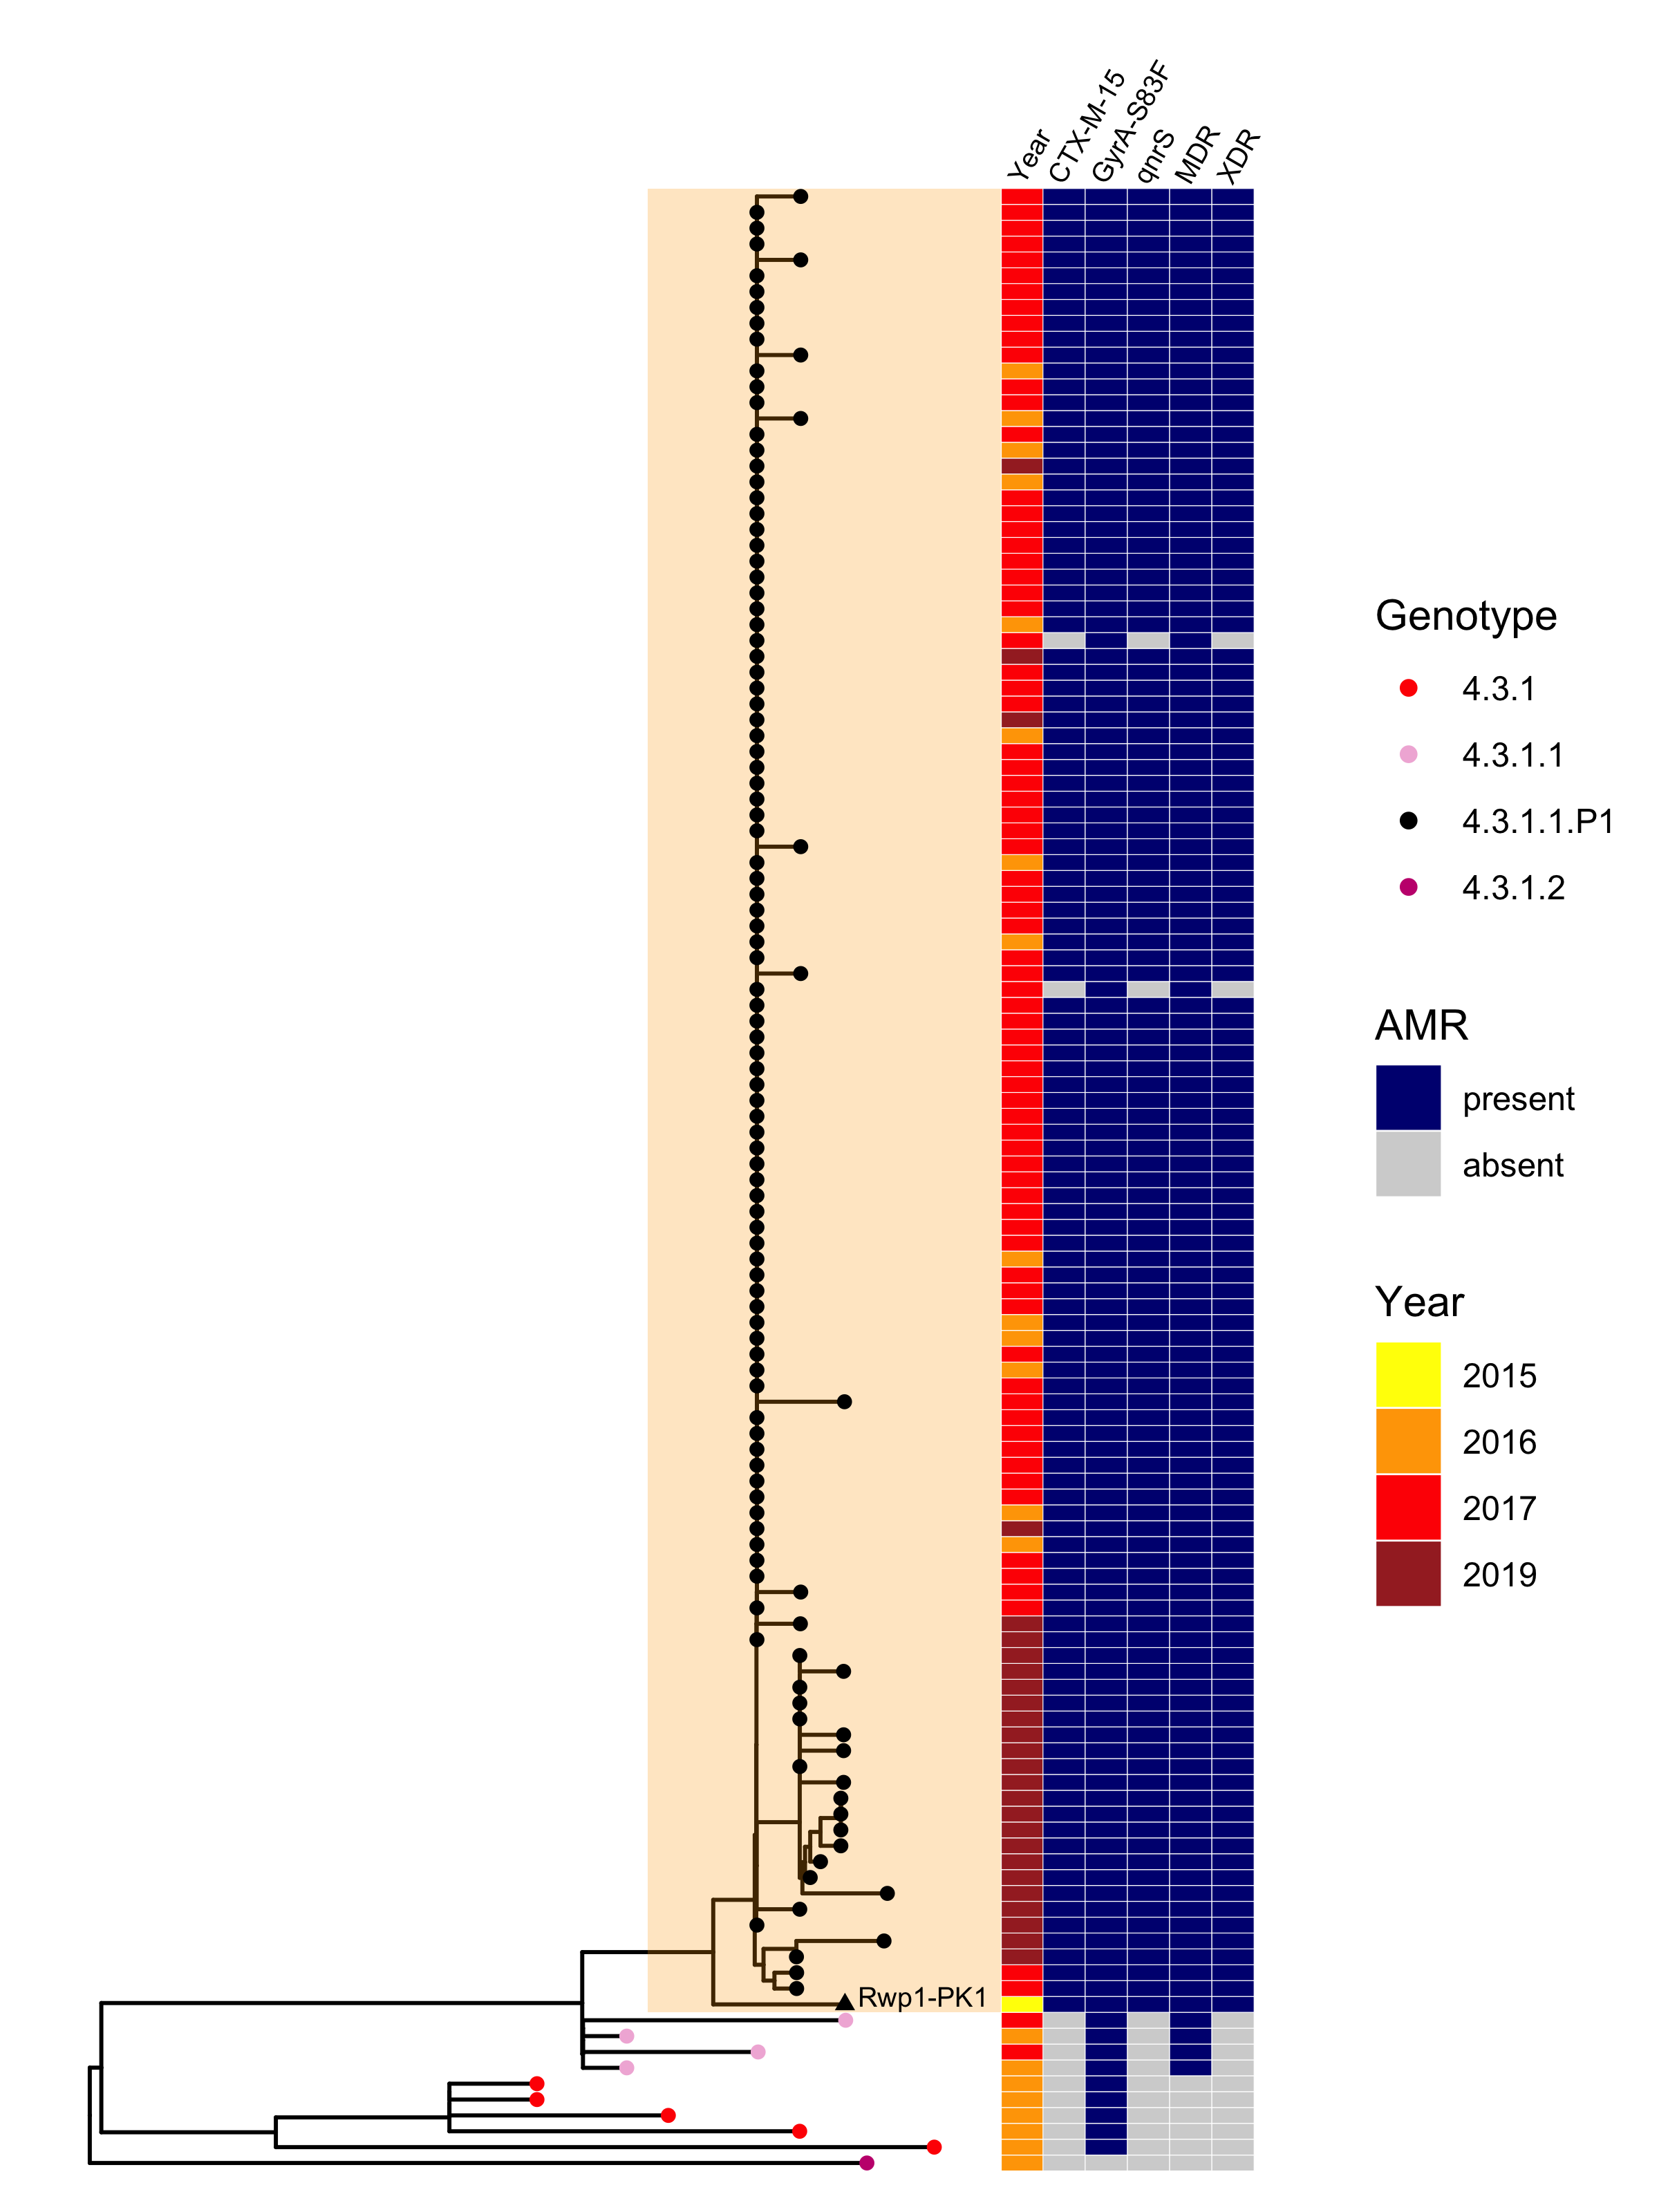 Year
CTX-M-15
GyrA-S83F
qnrS
MDR
XDR
Genotype
4.3.1
4.3.1.1
4.3.1.1.P1
4.3.1.2
AMR
present
absent
Year
2015
2016
2017
2019
Rwp1-PK1